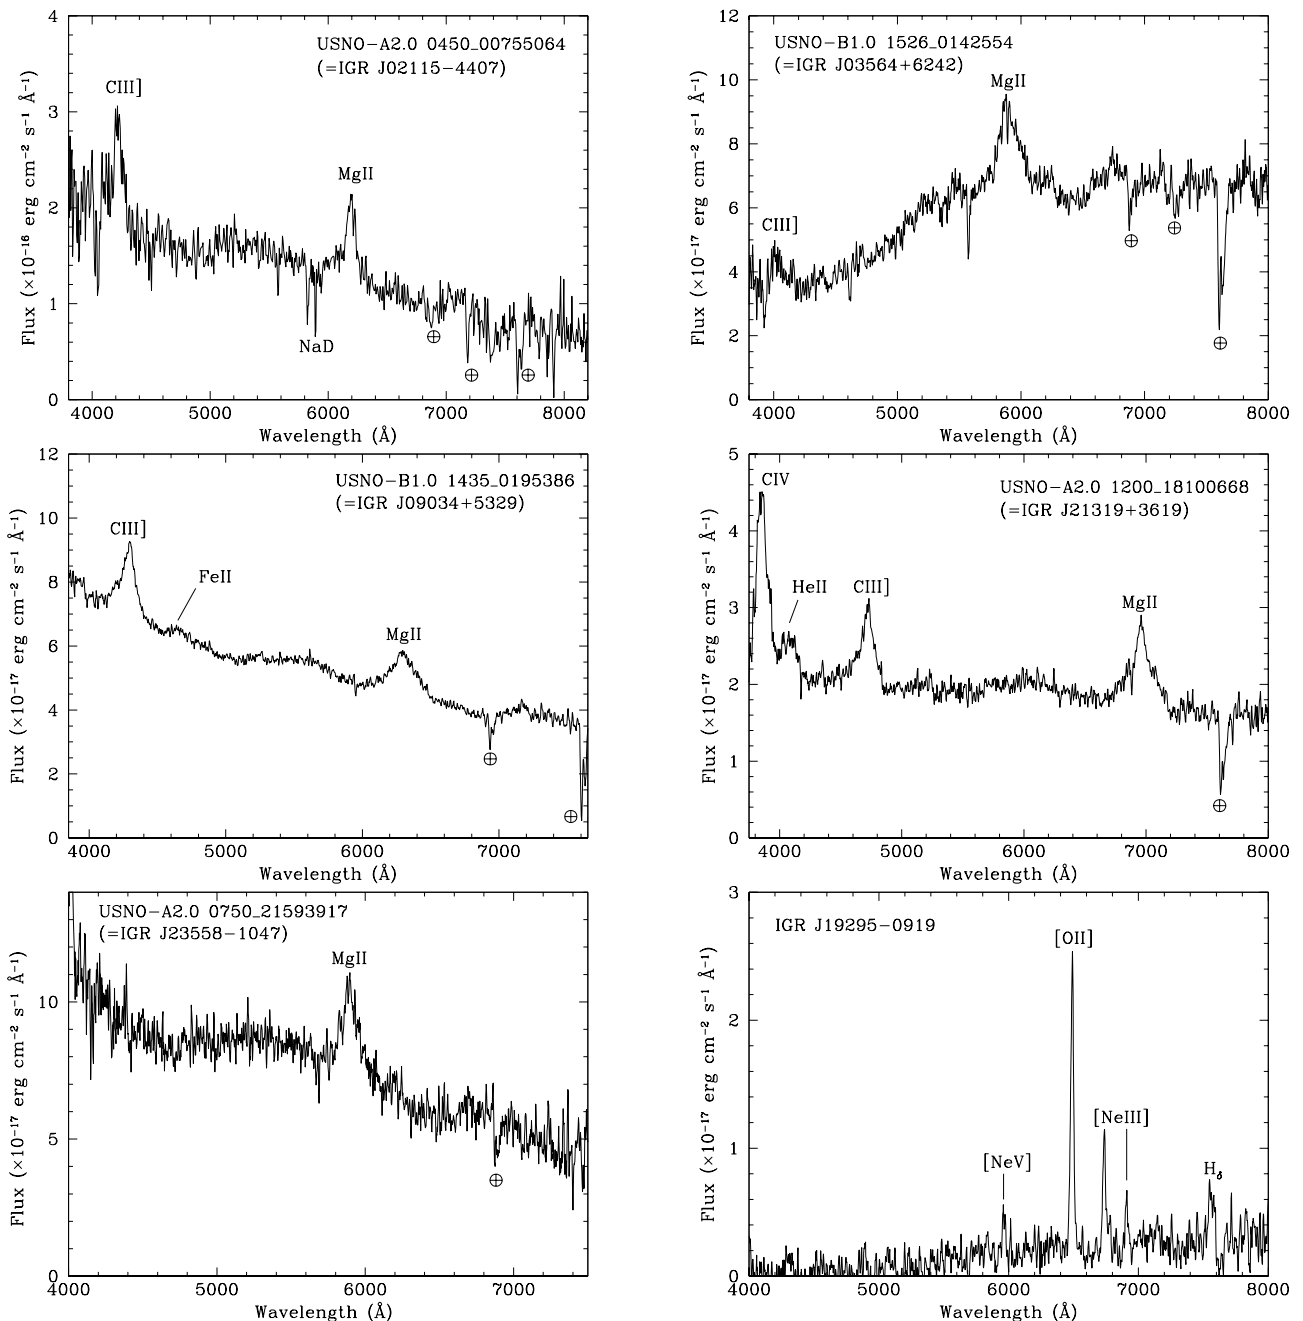 USNO-A2.0 0450_00755064
(=IGR J02115-4407)
CIII]
MgII
NaD
⊕
⊕
⊕
4
3
2
1
0
4000 5000 6000 7000 8000
Wavelength (Å)
Flux (×10⁻¹⁶ erg cm⁻² s⁻¹ Å⁻¹)
USNO-B1.0 1526_0142554
(=IGR J03564+6242)
MgII
CIII]
⊕
⊕
⊕
12
10
8
6
4
2
0
4000 5000 6000 7000 8000
Wavelength (Å)
Flux (×10⁻¹⁷ erg cm⁻² s⁻¹ Å⁻¹)
USNO-B1.0 1435_0195386
(=IGR J09034+5329)
CIII]
FeII
MgII
⊕
⊕
12
10
8
6
4
2
0
4000 5000 6000 7000
Wavelength (Å)
Flux (×10⁻¹⁷ erg cm⁻² s⁻¹ Å⁻¹)
CIV
USNO-A2.0 1200_18100668
(=IGR J21319+3619)
HeII
CIII]
MgII
⊕
5
4
3
2
1
0
4000 5000 6000 7000 8000
Wavelength (Å)
Flux (×10⁻¹⁷ erg cm⁻² s⁻¹ Å⁻¹)
USNO-A2.0 0750_21593917
(=IGR J23558-1047)
MgII
⊕
10
5
0
4000 5000 6000 7000
Wavelength (Å)
Flux (×10⁻¹⁷ erg cm⁻² s⁻¹ Å⁻¹)
IGR J19295-0919
[OII]
[NeIII]
[NeV]
Hδ
3
2
1
0
4000 5000 6000 7000 8000
Wavelength (Å)
Flux (×10⁻¹⁷ erg cm⁻² s⁻¹ Å⁻¹)